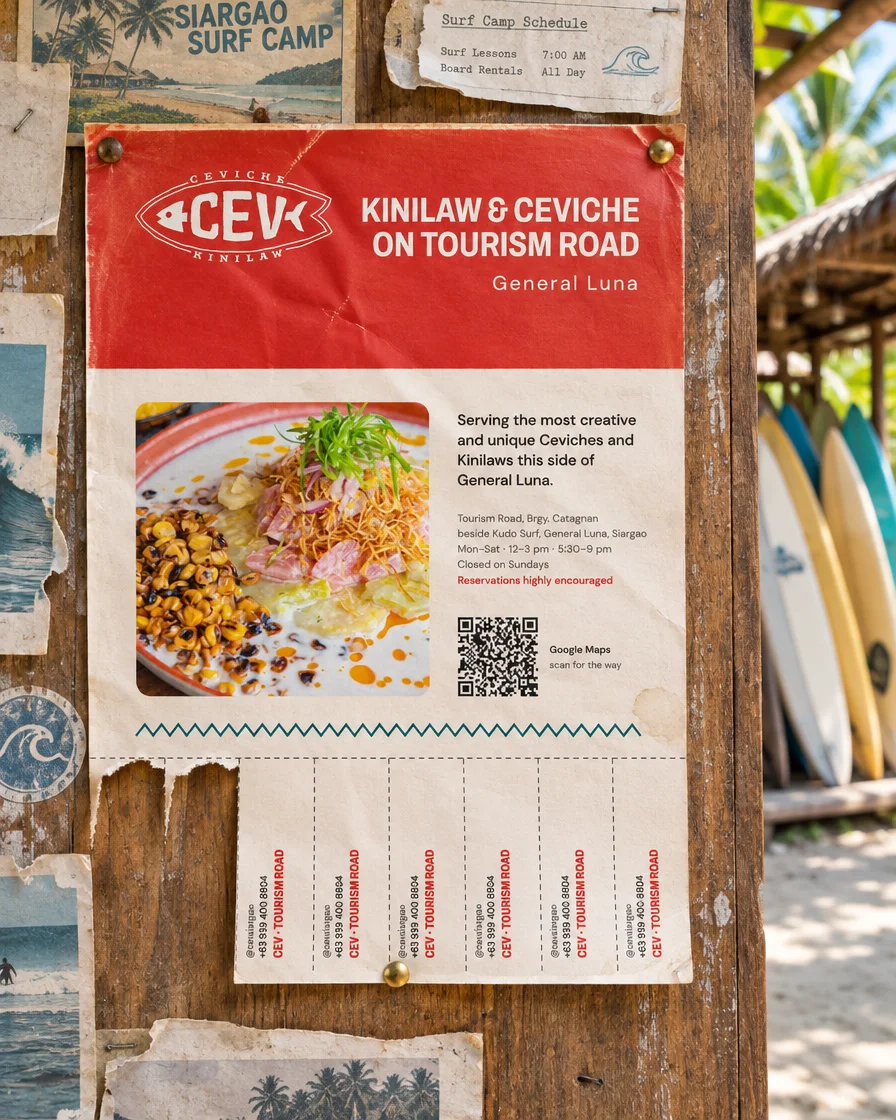 SIARGAO
SURF CAMP
Surf Camp Schedule
Surf Lessons 7:00 AM
Board Rentals All Day
CEVICHE
CEV
KINILAW
KINILAW & CEVICHE
ON TOURISM ROAD
General Luna
Serving the most creative
and unique Ceviches and
Kinilaws this side of
General Luna.
Tourism Road, Brgy. Catagnan
beside Kudo Surf, General Luna, Siargao
Mon–Sat · 12–3 pm · 5:30–9 pm
Closed on Sundays
Reservations highly encouraged
Google Maps
scan for the way
+63 999 400 8804
CEV · TOURISM ROAD
+63 999 400 8804
CEV · TOURISM ROAD
+63 999 400 8804
CEV · TOURISM ROAD
+63 999 400 8804
CEV · TOURISM ROAD
+63 999 400 8804
CEV · TOURISM ROAD
+63 999 400 8804
CEV · TOURISM ROAD